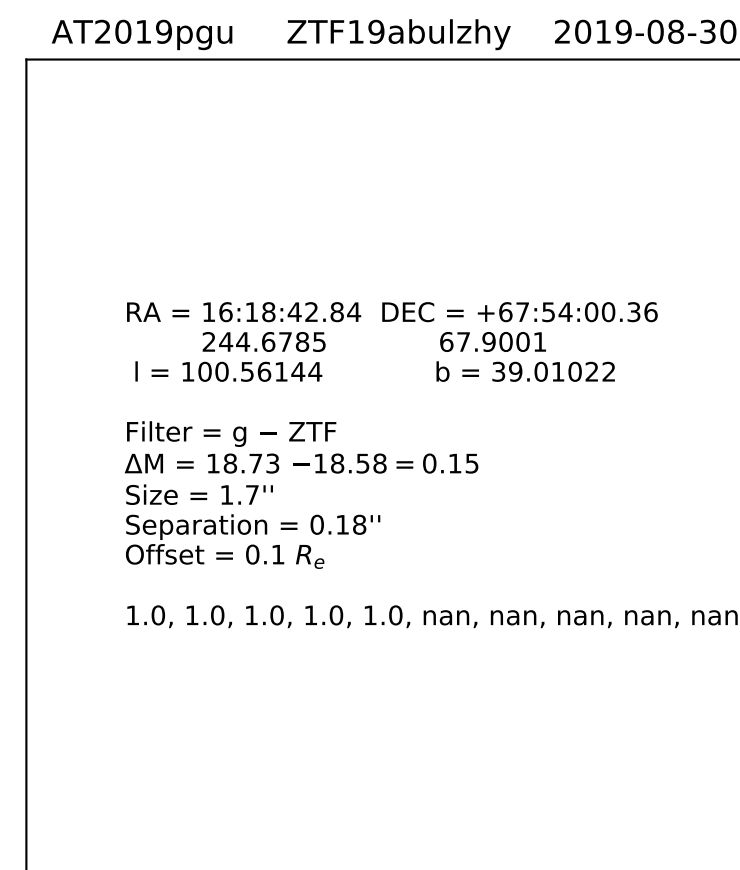 AT2019pgu ZTF19abulzhy 2019-08-30
RA = 16:18:42.84 DEC = +67:54:00.36
244.6785 67.9001
l = 100.56144 b = 39.01022
Filter = g − ZTF
ΔM = 18.73 −18.58 = 0.15
Size = 1.7''
Separation = 0.18''
Offset = 0.1 Re
1.0, 1.0, 1.0, 1.0, 1.0, nan, nan, nan, nan, nan